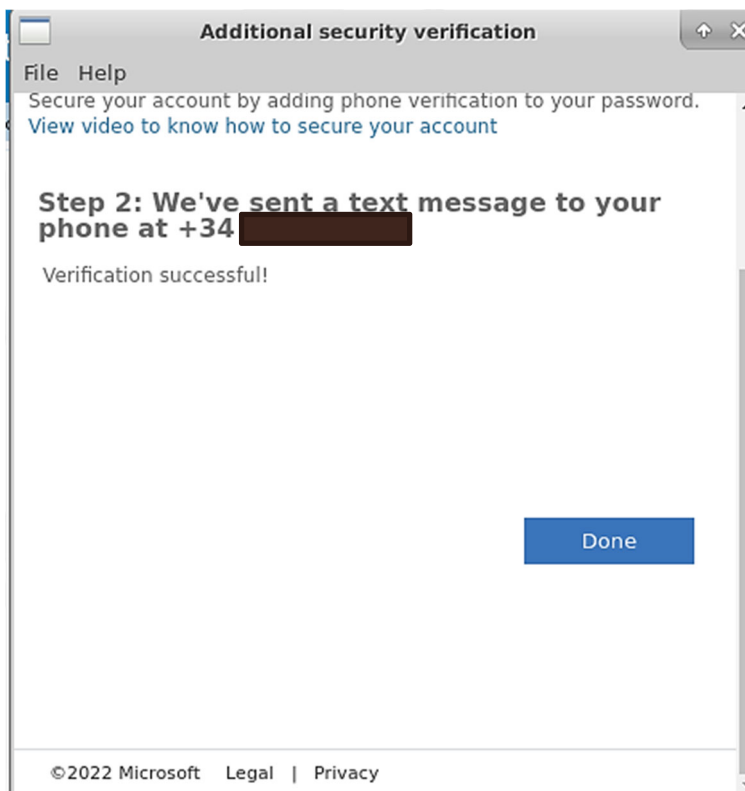 Additional security verification
File Help
Secure your account by adding phone verification to your password.
View video to know how to secure your account
Step 2: We've sent a text message to your
phone at +34
Verification successful!
Done
©2022 Microsoft Legal | Privacy